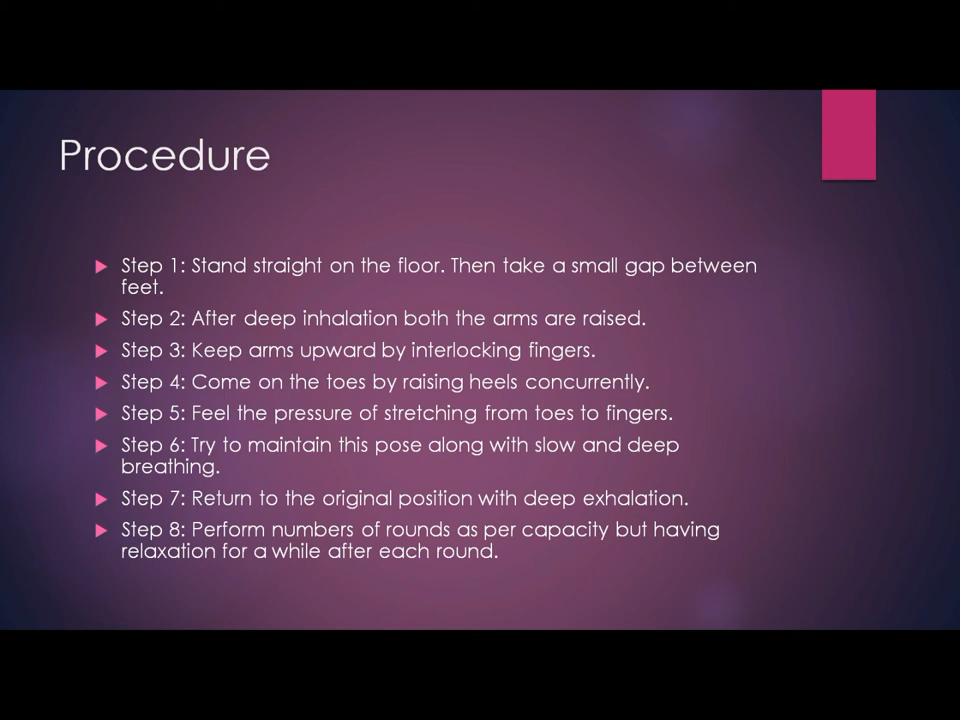 Procedure
Step 1: Stand straight on the floor. Then take a small gap between
feet.
Step 2: After deep inhalation both the arms are raised.
Step 3: Keep arms upward by interlocking fingers.
Step 4: Come on the toes by raising heels concurrently.
Step 5: Feel the pressure of stretching from toes to fingers.
Step 6: Try to maintain this pose along with slow and deep
breathing.
Step 7: Return to the original position with deep exhalation.
Step 8: Perform numbers of rounds as per capacity but having
relaxation for a while after each round.